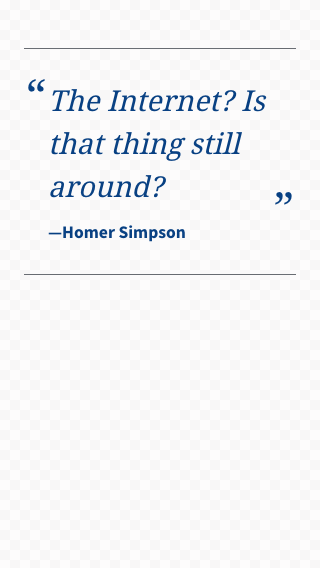 “ The Internet? Is
that thing still
around? ”
—Homer Simpson